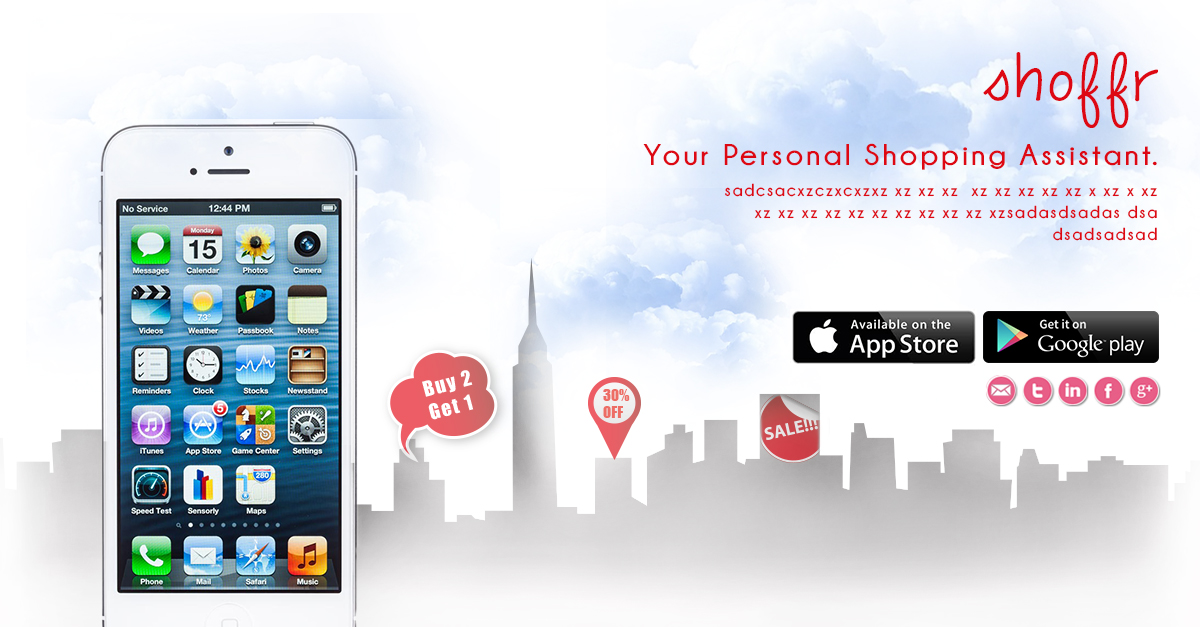 shoffr
Your Personal Shopping Assistant.
sadcsacxzczxcxzxz xz xz xz xz xz xz xz xz x xz x xz
xz xz xz xz xz xz xz xz xz xz xzsadasdsadas dsa
dsadsadsad
Available on the
App Store
Get it on
Google play
t in f g+
Buy 2
Get 1
30%
OFF
SALE!!!
No Service 12:44 PM
Monday
15
Messages Calendar Photos Camera
73°
Videos Weather Passbook Notes
Reminders Clock Stocks Newsstand
5
iTunes App Store Game Center Settings
280
Speed Test Sensorly Maps
Phone Mail Safari Music